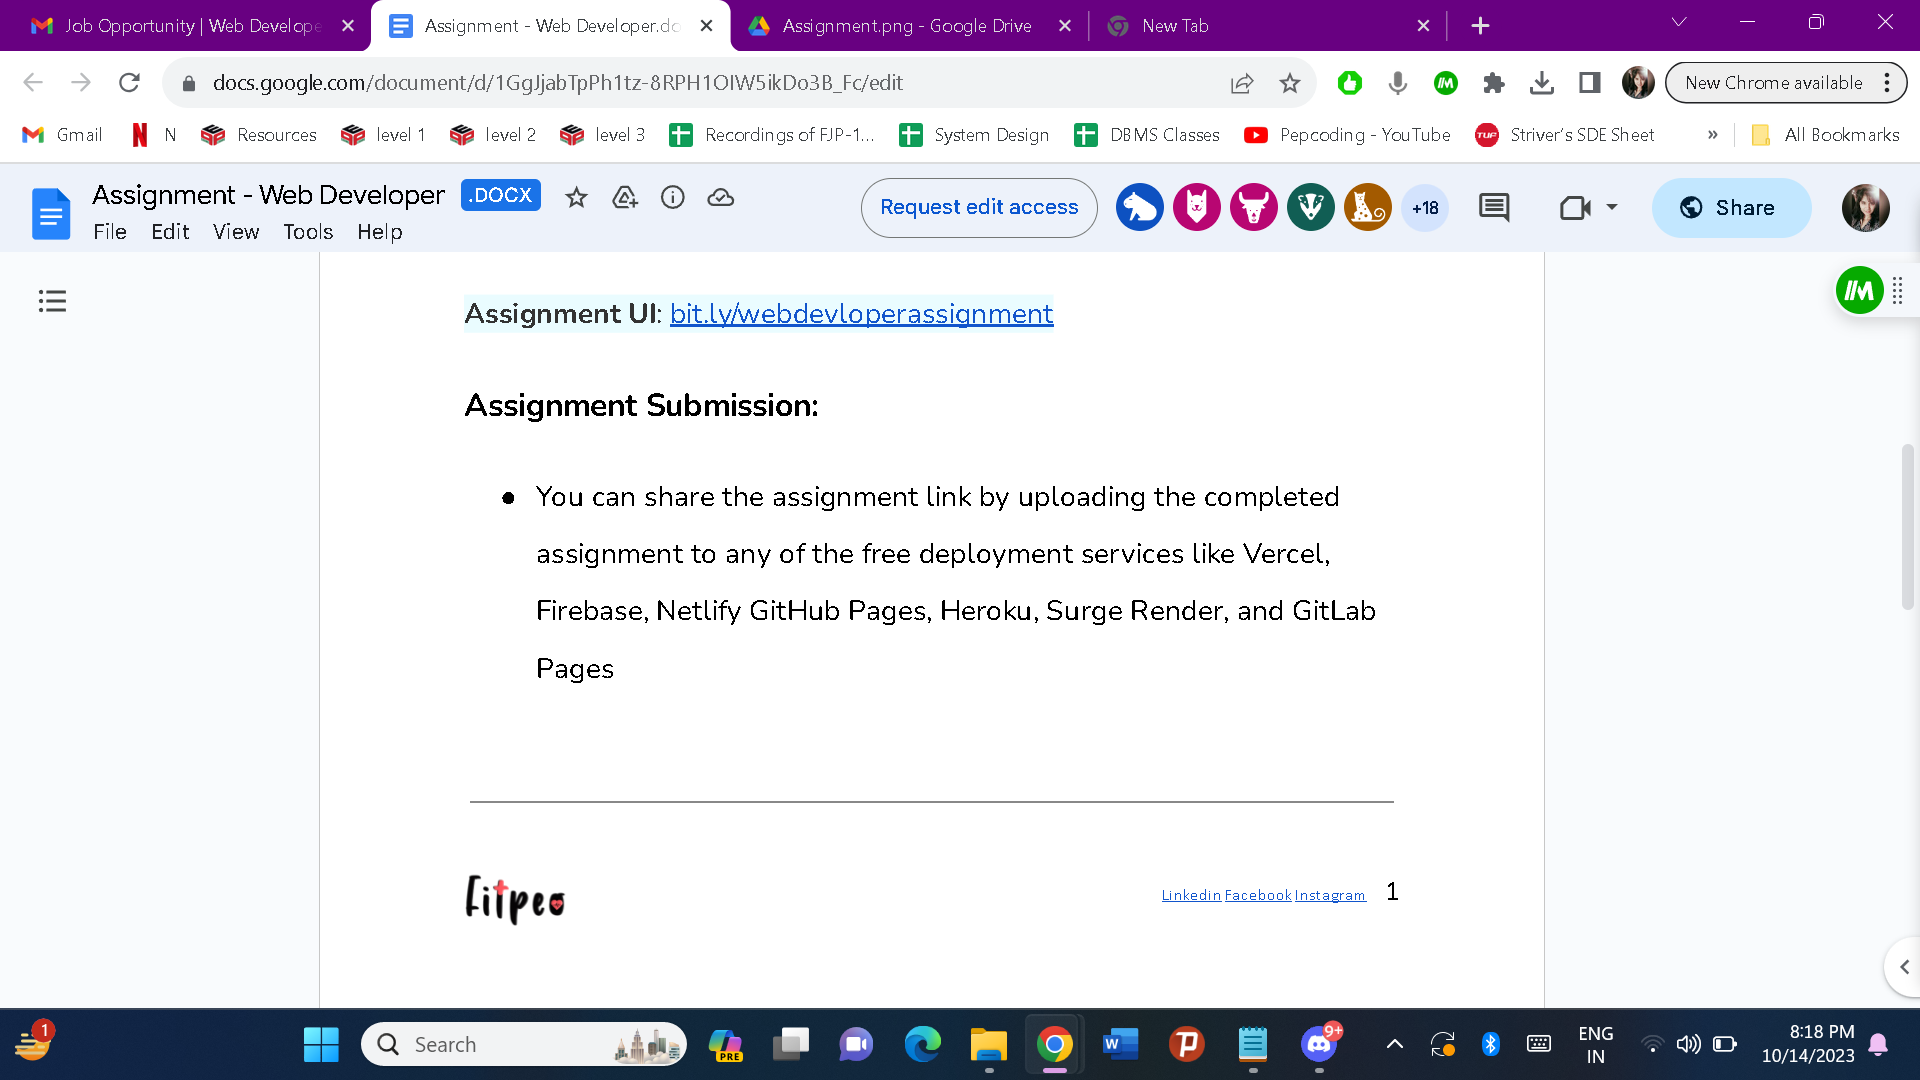 Job Opportunity | Web Develope
Assignment - Web Developer.do
Assignment.png - Google Drive
New Tab
docs.google.com/document/d/1GgJjabTpPh1tz-8RPH1OIW5ikDo3B_Fc/edit
New Chrome available
Gmail
N
Resources
level 1
level 2
level 3
Recordings of FJP-1...
System Design
DBMS Classes
Pepcoding - YouTube
TUF
Striver's SDE Sheet
»
All Bookmarks
Assignment - Web Developer
.DOCX
Request edit access
+18
Share
File Edit View Tools Help
Assignment UI: bit.ly/webdevloperassignment
Assignment Submission:
● You can share the assignment link by uploading the completed
assignment to any of the free deployment services like Vercel,
Firebase, Netlify GitHub Pages, Heroku, Surge Render, and GitLab
Pages
Fitpeo
Linkedin Facebook Instagram 1
1
Search
PRE
9+
ENG
IN
8:18 PM
10/14/2023